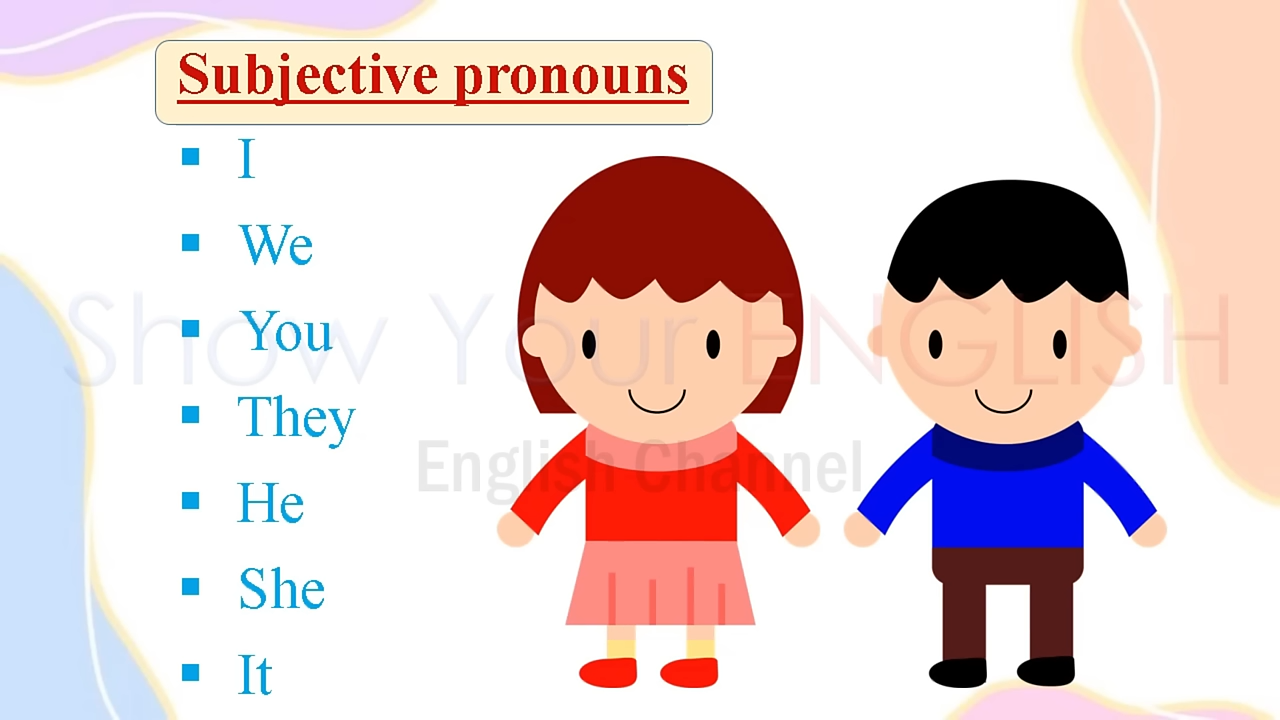 Subjective pronouns
I
We
You
They
He
She
It
Show Your ENGLISH
English Channel